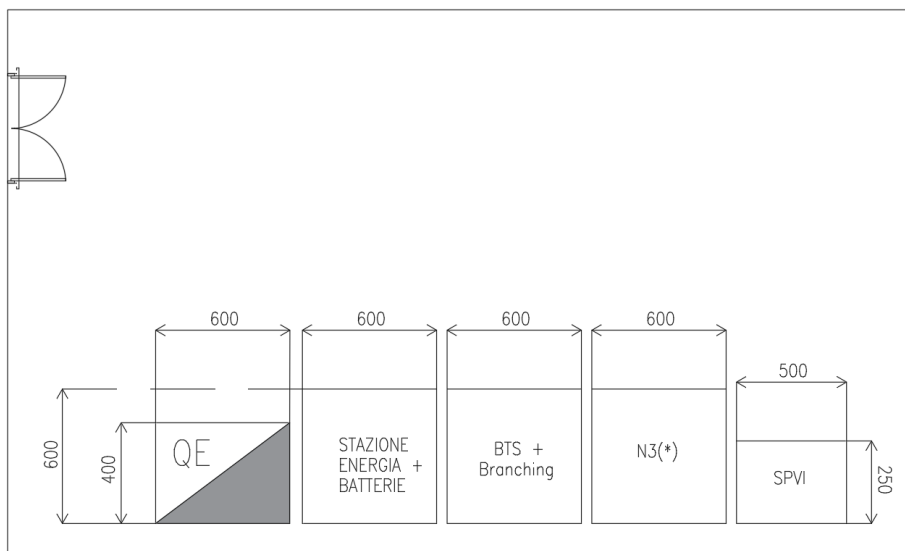 600
600
600
600
500
600
400
QE
STAZIONE
ENERGIA +
BATTERIE
BTS +
Branching
N3(*)
SPVI
250